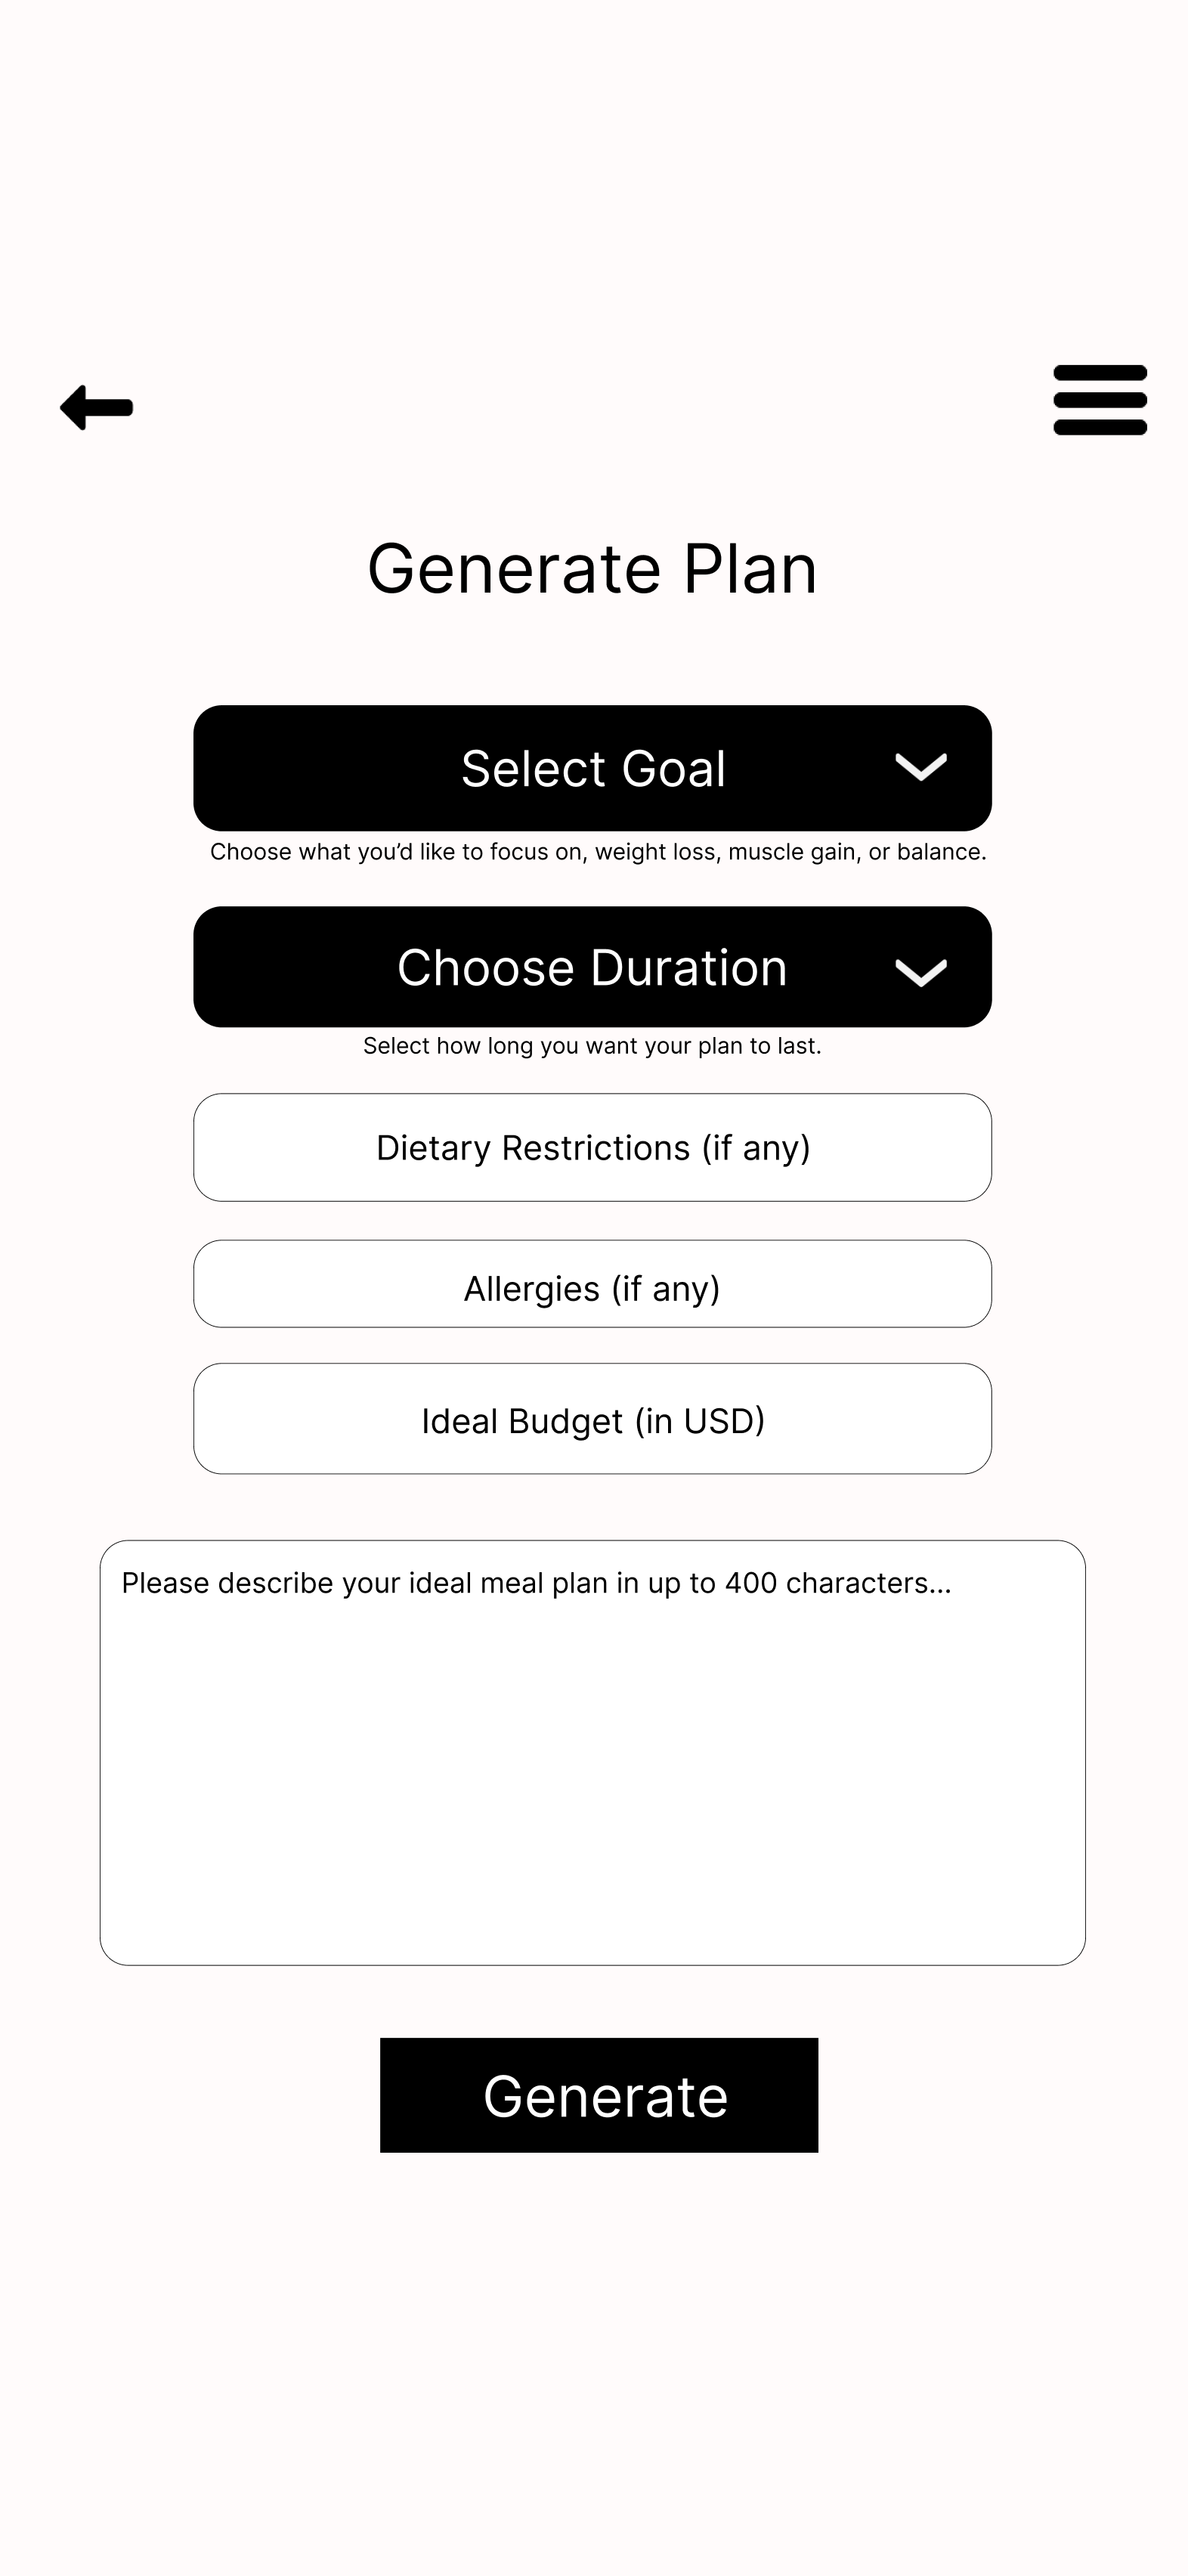 Generate Plan
Select Goal
Choose what you’d like to focus on, weight loss, muscle gain, or balance.
Choose Duration
Select how long you want your plan to last.
Dietary Restrictions (if any)
Allergies (if any)
Ideal Budget (in USD)
Please describe your ideal meal plan in up to 400 characters...
Generate